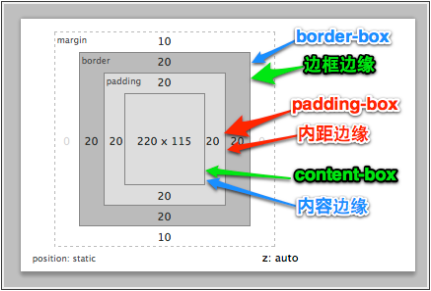 margin
10
border-box
border
20
边框边缘
padding
20
padding-box
0
20
20
220 x 115
20
20
内距边缘
content-box
20
内容边缘
20
10
position: static
z: auto